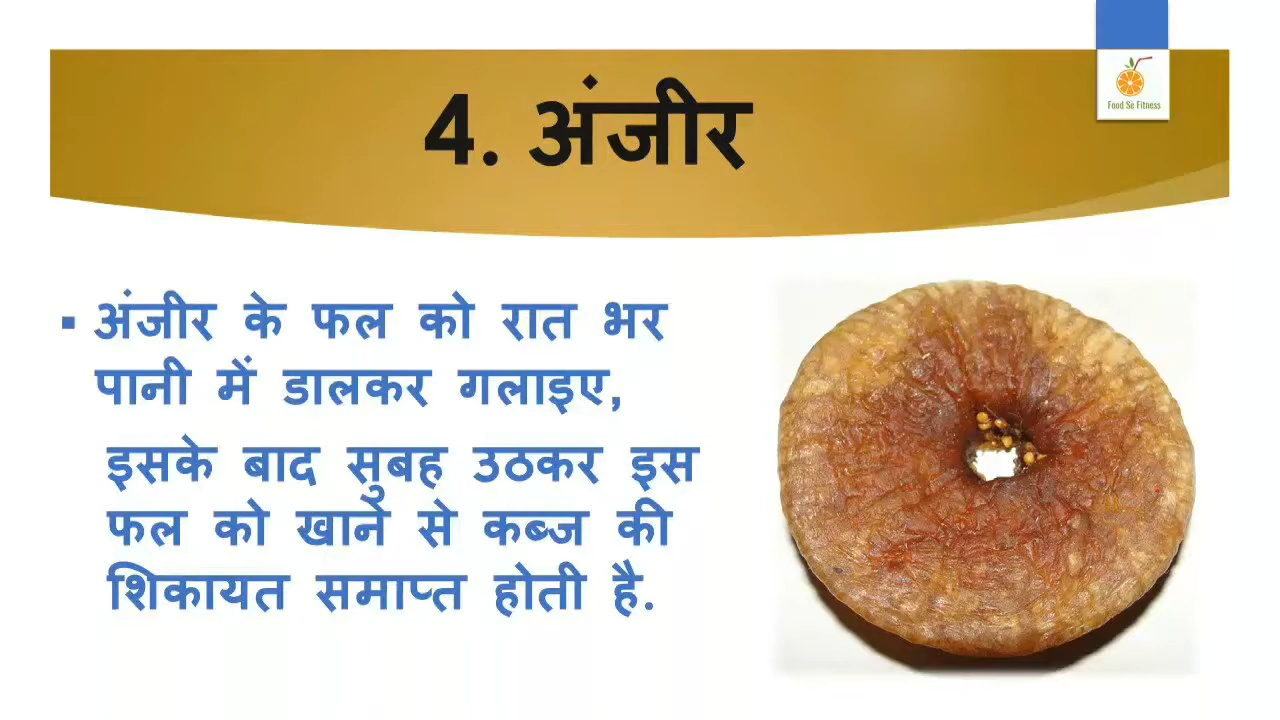 Food Se Fitness
4. अंजीर
▪ अंजीर के फल को रात भर
पानी में डालकर गलाइए,
इसके बाद सुबह उठकर इस
फल को खाने से कब्ज की
शिकायत समाप्त होती है.